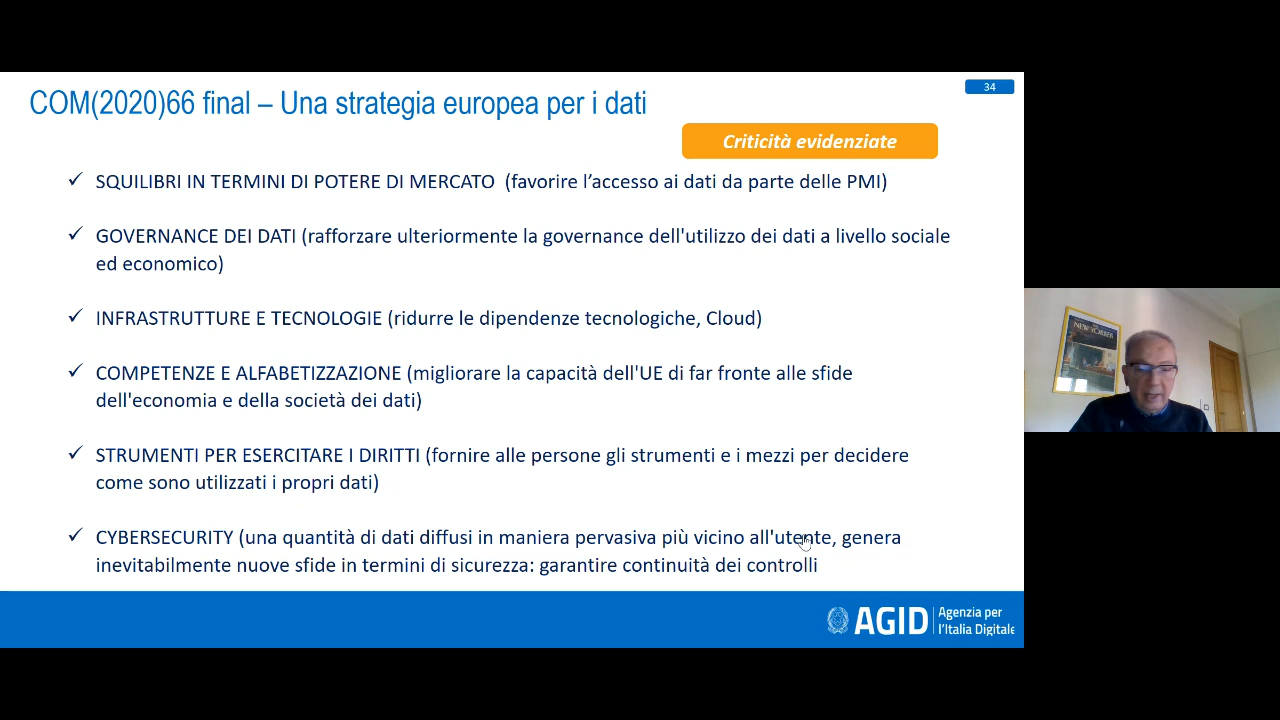 COM(2020)66 final – Una strategia europea per i dati
34
Criticità evidenziate
✓ SQUILIBRI IN TERMINI DI POTERE DI MERCATO (favorire l’accesso ai dati da parte delle PMI)
✓ GOVERNANCE DEI DATI (rafforzare ulteriormente la governance dell'utilizzo dei dati a livello sociale
ed economico)
✓ INFRASTRUTTURE E TECNOLOGIE (ridurre le dipendenze tecnologiche, Cloud)
✓ COMPETENZE E ALFABETIZZAZIONE (migliorare la capacità dell'UE di far fronte alle sfide
dell'economia e della società dei dati)
✓ STRUMENTI PER ESERCITARE I DIRITTI (fornire alle persone gli strumenti e i mezzi per decidere
come sono utilizzati i propri dati)
✓ CYBERSECURITY (una quantità di dati diffusi in maniera pervasiva più vicino all'utente, genera
inevitabilmente nuove sfide in termini di sicurezza: garantire continuità dei controlli
AGID
Agenzia per
l’Italia Digitale
NEW YORKER